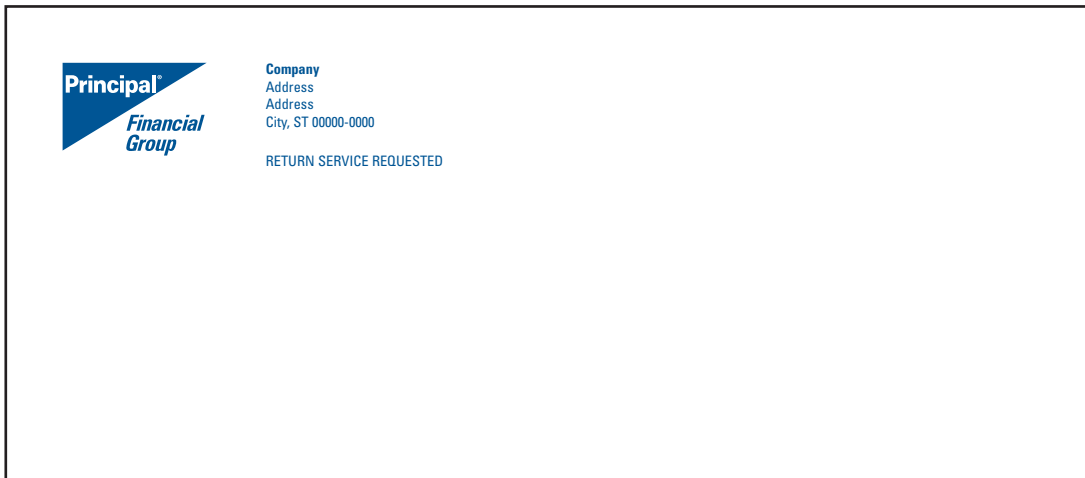 Principal®
Financial
Group
Company
Address
Address
City, ST 00000-0000
RETURN SERVICE REQUESTED